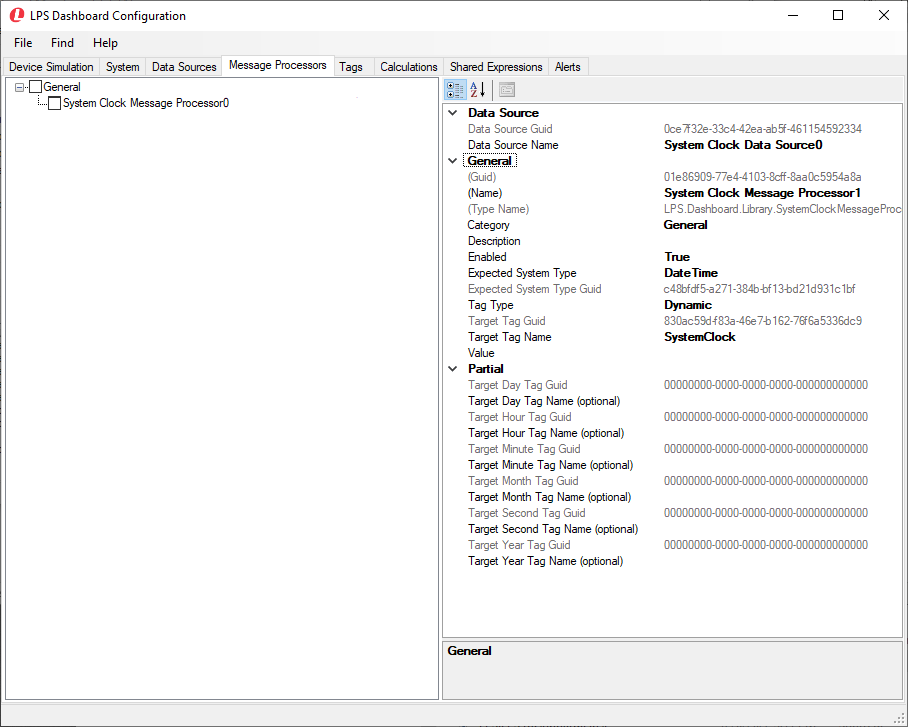 LPS Dashboard Configuration
File Find Help
Device Simulation System Data Sources Message Processors Tags Calculations Shared Expressions Alerts
General
System Clock Message Processor0
Data Source
Data Source Guid 0ce7f32e-33c4-42ea-ab5f-461154592334
Data Source Name System Clock Data Source0
General
(Guid) 01e86909-77e4-4103-8cff-8aa0c5954a8a
(Name) System Clock Message Processor1
(Type Name) LPS.Dashboard.Library.SystemClockMessageProc
Category General
Description
Enabled True
Expected System Type DateTime
Expected System Type Guid c48bfdf5-a271-384b-bf13-bd21d931c1bf
Tag Type Dynamic
Target Tag Guid 830ac59d-f83a-46e7-b162-76f6a5336dc9
Target Tag Name SystemClock
Value
Partial
Target Day Tag Guid 00000000-0000-0000-0000-000000000000
Target Day Tag Name (optional)
Target Hour Tag Guid 00000000-0000-0000-0000-000000000000
Target Hour Tag Name (optional)
Target Minute Tag Guid 00000000-0000-0000-0000-000000000000
Target Minute Tag Name (optional)
Target Month Tag Guid 00000000-0000-0000-0000-000000000000
Target Month Tag Name (optional)
Target Second Tag Guid 00000000-0000-0000-0000-000000000000
Target Second Tag Name (optional)
Target Year Tag Guid 00000000-0000-0000-0000-000000000000
Target Year Tag Name (optional)
General